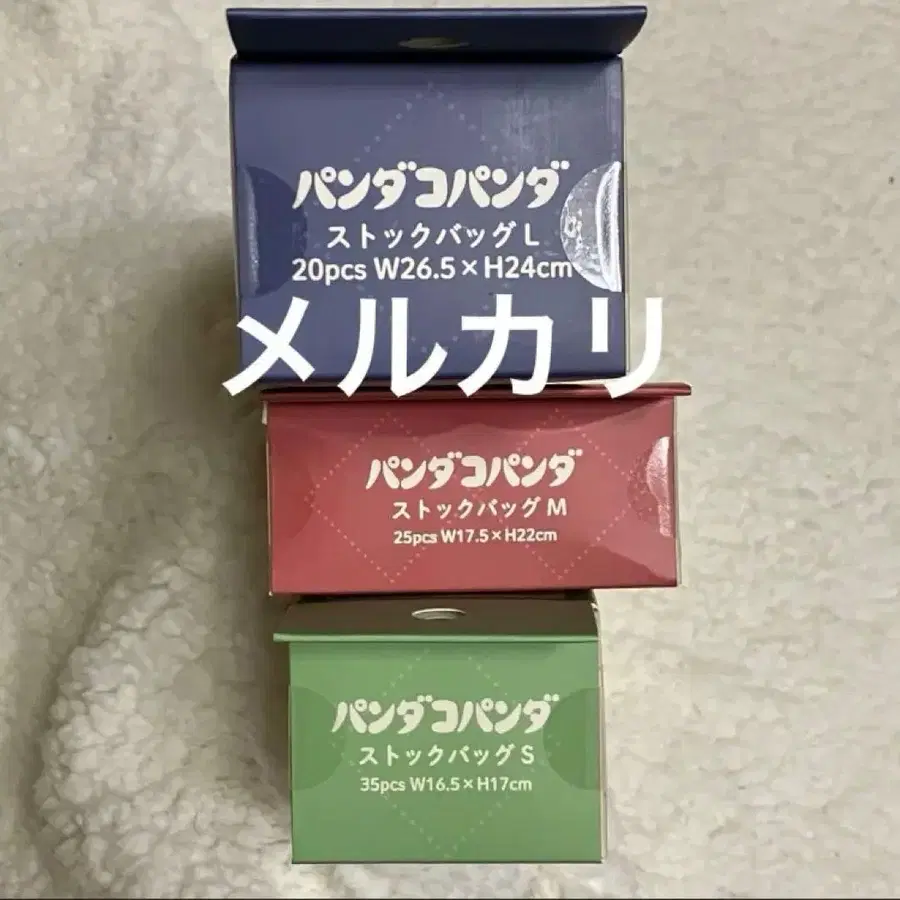 パンダコパンダ
ストックバッグL
20pcs W26.5×H24cm
メルカリ
パンダコパンダ
ストックバッグM
25pcs W17.5×H22cm
パンダコパンダ
ストックバッグS
35pcs W16.5×H17cm